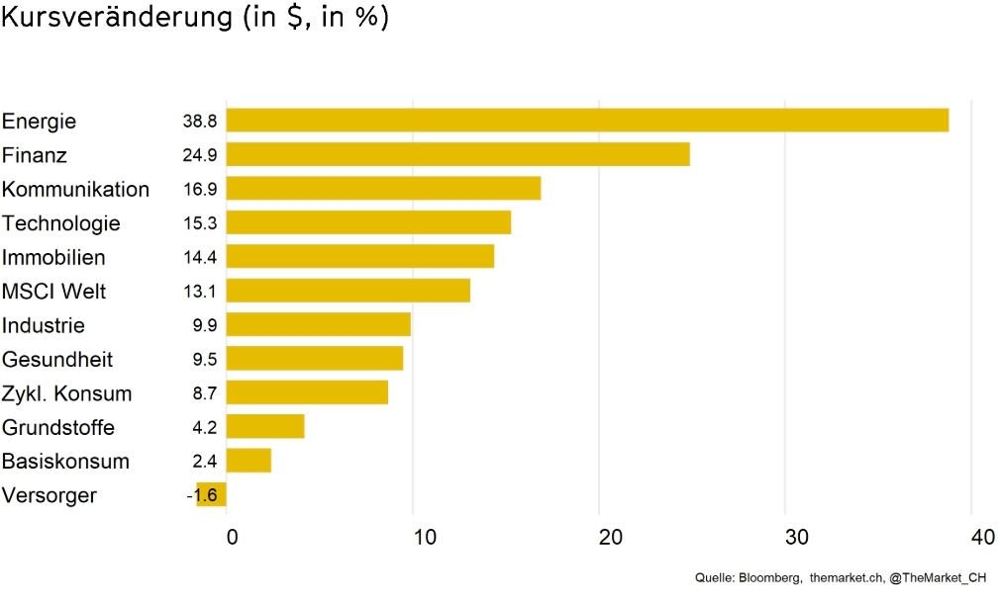 Kursveränderung (in $, in %)
Energie 38.8
Finanz 24.9
Kommunikation 16.9
Technologie 15.3
Immobilien 14.4
MSCI Welt 13.1
Industrie 9.9
Gesundheit 9.5
Zykl. Konsum 8.7
Grundstoffe 4.2
Basiskonsum 2.4
Versorger -1.6
0 10 20 30 40
Quelle: Bloomberg, themarket.ch, @TheMarket_CH